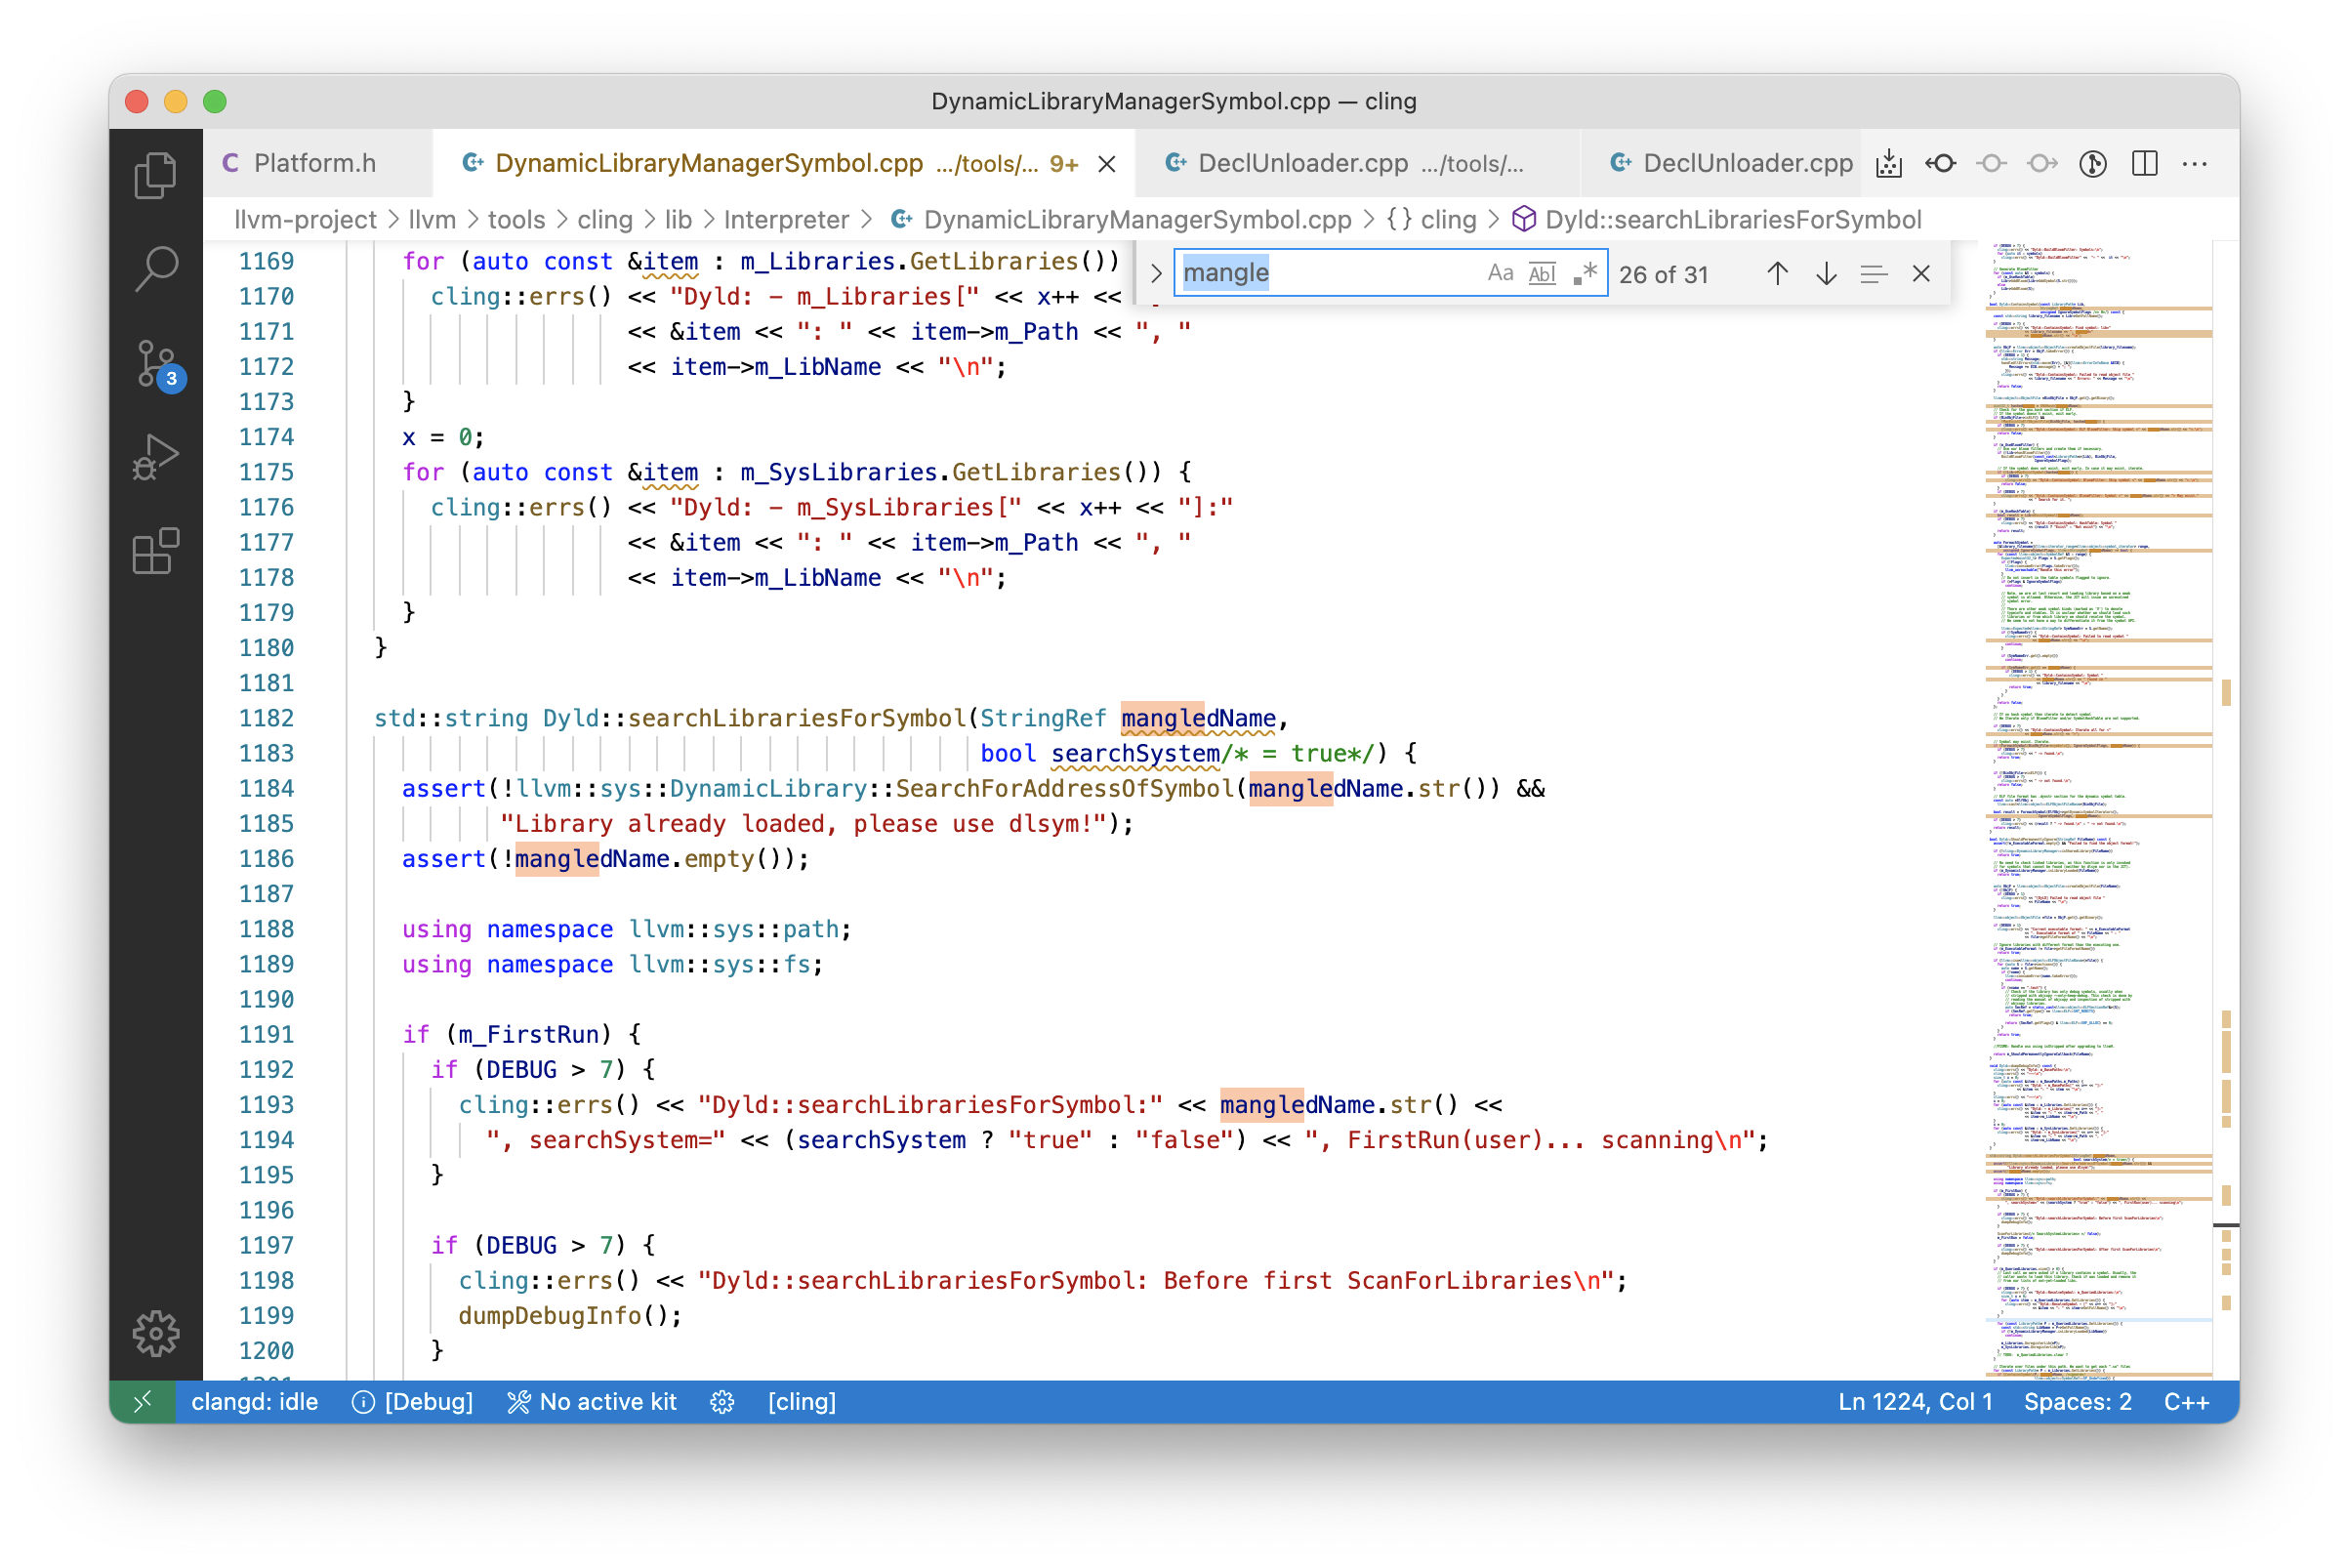 DynamicLibraryManagerSymbol.cpp — cling
Platform.h
DynamicLibraryManagerSymbol.cpp .../tools/... 9+
DeclUnloader.cpp .../tools/...
DeclUnloader.cpp
llvm-project > llvm > tools > cling > lib > Interpreter > DynamicLibraryManagerSymbol.cpp > {} cling > Dyld::searchLibrariesForSymbol
mangle
26 of 31
3
1169 for (auto const &item : m_Libraries.GetLibraries())
1170 cling::errs() << "Dyld: - m_Libraries[" << x++ <<
1171 << &item << ": " << item->m_Path << ", "
1172 << item->m_LibName << "\n";
1173 }
1174 x = 0;
1175 for (auto const &item : m_SysLibraries.GetLibraries()) {
1176 cling::errs() << "Dyld: - m_SysLibraries[" << x++ << "]:"
1177 << &item << ": " << item->m_Path << ", "
1178 << item->m_LibName << "\n";
1179 }
1180 }
1181
1182 std::string Dyld::searchLibrariesForSymbol(StringRef mangledName,
1183 bool searchSystem/* = true*/) {
1184 assert(!llvm::sys::DynamicLibrary::SearchForAddressOfSymbol(mangledName.str()) &&
1185 "Library already loaded, please use dlsym!");
1186 assert(!mangledName.empty());
1187
1188 using namespace llvm::sys::path;
1189 using namespace llvm::sys::fs;
1190
1191 if (m_FirstRun) {
1192 if (DEBUG > 7) {
1193 cling::errs() << "Dyld::searchLibrariesForSymbol:" << mangledName.str() <<
1194 ", searchSystem=" << (searchSystem ? "true" : "false") << ", FirstRun(user)... scanning\n";
1195 }
1196
1197 if (DEBUG > 7) {
1198 cling::errs() << "Dyld::searchLibrariesForSymbol: Before first ScanForLibraries\n";
1199 dumpDebugInfo();
1200 }
clangd: idle [Debug] No active kit [cling] Ln 1224, Col 1 Spaces: 2 C++